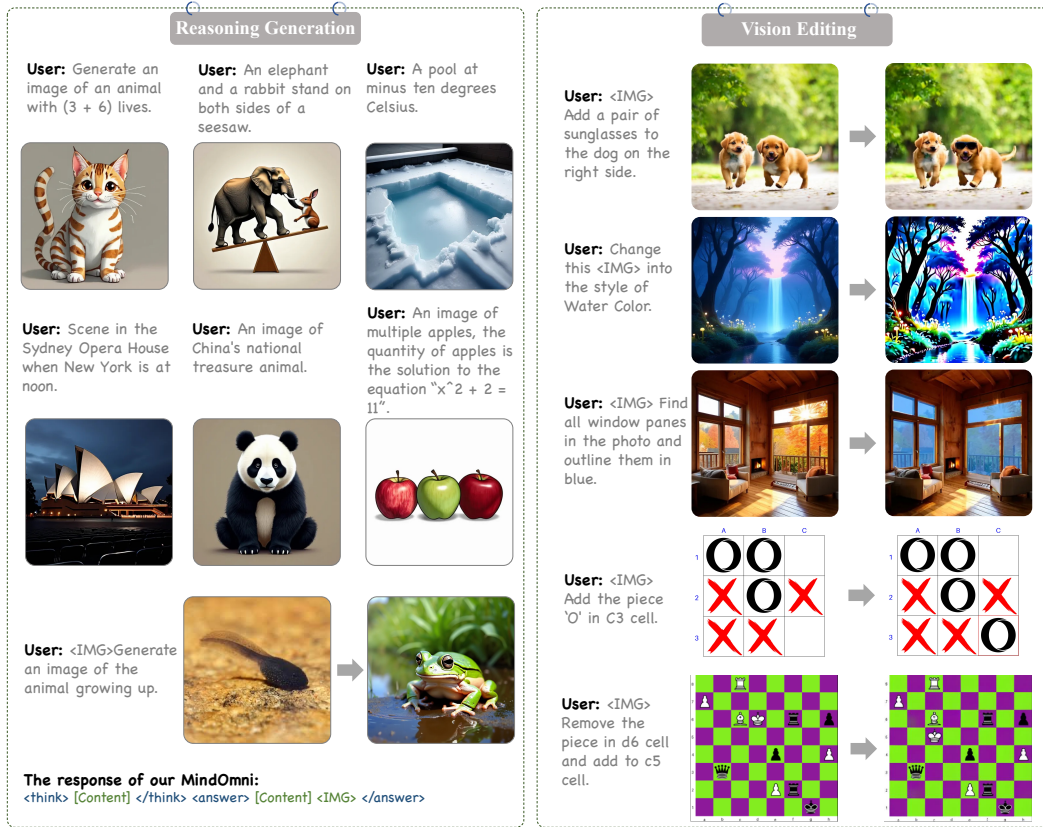 Reasoning Generation
User: Generate an
image of an animal
with (3 + 6) lives.
User: An elephant
and a rabbit stand on
both sides of a
seesaw.
User: A pool at
minus ten degrees
Celsius.
User: Scene in the
Sydney Opera House
when New York is at
noon.
User: An image of
China's national
treasure animal.
User: An image of
multiple apples, the
quantity of apples is
the solution to the
equation "x^2 + 2 =
11".
User: <IMG>Generate
an image of the
animal growing up.
The response of our MindOmni:
<think> [Content] </think> <answer> [Content] <IMG> </answer>
Vision Editing
User: <IMG>
Add a pair of
sunglasses to
the dog on the
right side.
User: Change
this <IMG> into
the style of
Water Color.
User: <IMG> Find
all window panes
in the photo and
outline them in
blue.
User: <IMG>
Add the piece
'O' in C3 cell.
A B C
1
2
3
A B C
1
2
3
User: <IMG>
Remove the
piece in d6 cell
and add to c5
cell.